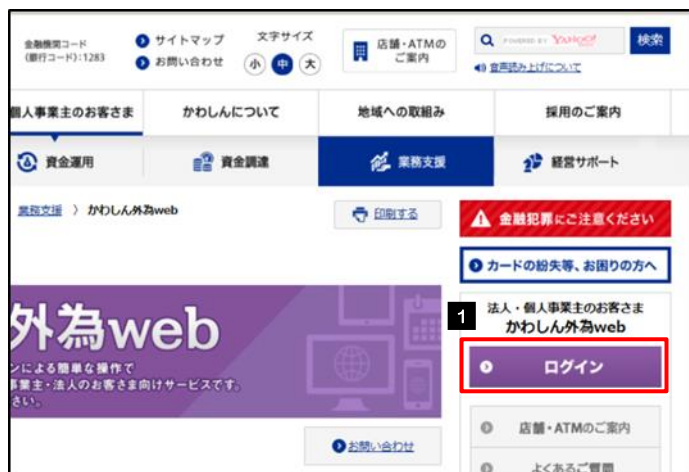 金融機関コード
(銀行コード):1283
サイトマップ
お問い合わせ
文字サイズ
小 中 大
店舗・ATMの
ご案内
POWERED BY YAHOO!
検索
音声読み上げについて
個人事業主のお客さま
かわしんについて
地域への取組み
採用のご案内
資金運用
資金調達
業務支援
経営サポート
業務支援 〉 かわしん外為web
印刷する
金融犯罪にご注意ください
カードの紛失等、お困りの方へ
外為web
ンによる簡単な操作で
事業主・法人のお客さま向けサービスです。
さい。
お問い合わせ
1
法人・個人事業主のお客さま
かわしん外為web
ログイン
店舗・ATMのご案内
よくあるご質問